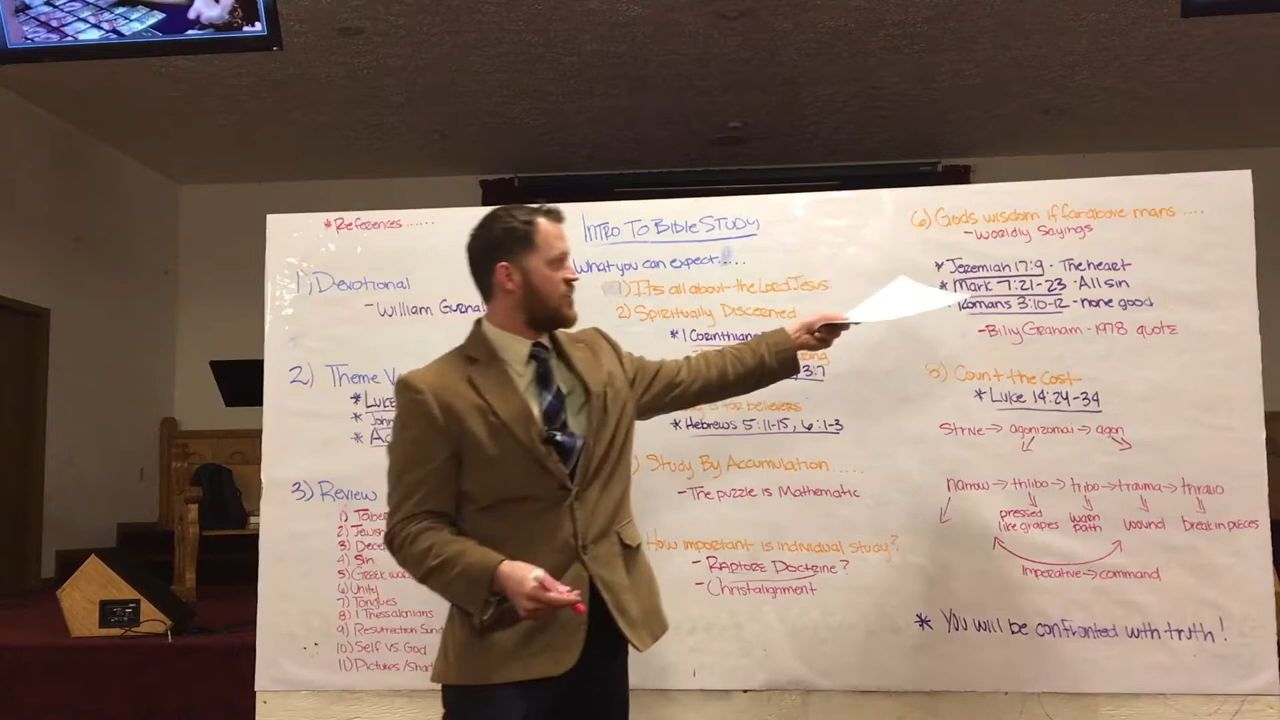 *References......
1) Devotional
- William Gurnal
2) Theme V
* Luke
* John
* Ac
3) Review
1) Taber
2) Jewis
3) Dece
4) Sin
5) Greek wo
6) Unity
7) Tongues
8) 1 Thessalonians
9) Resurrection Sund
10) Self vs. God
11) Pictures/Shad
Intro To Bible Study
What you can expect.....
1) Its all about the Lord Jesus
2) Spiritually Discerned
* 1 Corinthian
3:7
is for believers
* Hebrews 5:11-15, 6:1-3
) Study By Accumulation.....
- The puzzle is Mathematic
How important is individual study?
- Rapture Doctrine?
- Christalignment
6) Gods wisdom if far above mans ....
- Worldly Sayings
* Jeremiah 17:9 - The heart
* Mark 7:21-23 - All sin
Romans 3:10-12 - none good
- Billy Graham - 1978 quote
8) Count the Cost
* Luke 14:24-34
Strive → agonizomai → agon
narrow → thlibo → tribo → trauma → thrauo
pressed like grapes
worn path
wound
break in pieces
imperative → command
* You will be confronted with truth!